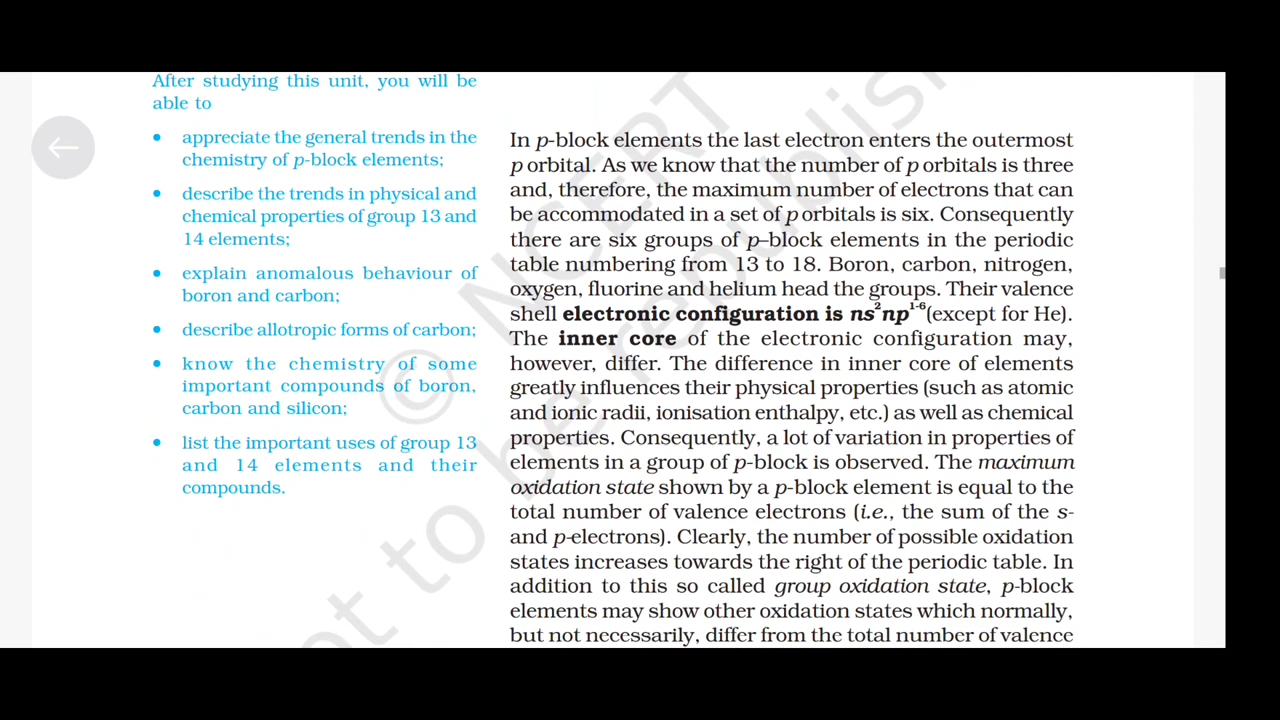 After studying this unit, you will be
able to
• appreciate the general trends in the
chemistry of p-block elements;
• describe the trends in physical and
chemical properties of group 13 and
14 elements;
• explain anomalous behaviour of
boron and carbon;
• describe allotropic forms of carbon;
• know the chemistry of some
important compounds of boron,
carbon and silicon;
• list the important uses of group 13
and 14 elements and their
compounds.
In p-block elements the last electron enters the outermost
p orbital. As we know that the number of p orbitals is three
and, therefore, the maximum number of electrons that can
be accommodated in a set of p orbitals is six. Consequently
there are six groups of p–block elements in the periodic
table numbering from 13 to 18. Boron, carbon, nitrogen,
oxygen, fluorine and helium head the groups. Their valence
shell electronic configuration is ns²np¹⁻⁶(except for He).
The inner core of the electronic configuration may,
however, differ. The difference in inner core of elements
greatly influences their physical properties (such as atomic
and ionic radii, ionisation enthalpy, etc.) as well as chemical
properties. Consequently, a lot of variation in properties of
elements in a group of p-block is observed. The maximum
oxidation state shown by a p-block element is equal to the
total number of valence electrons (i.e., the sum of the s-
and p-electrons). Clearly, the number of possible oxidation
states increases towards the right of the periodic table. In
addition to this so called group oxidation state, p-block
elements may show other oxidation states which normally,
but not necessarily, differ from the total number of valence
© NCERT
not to be republish